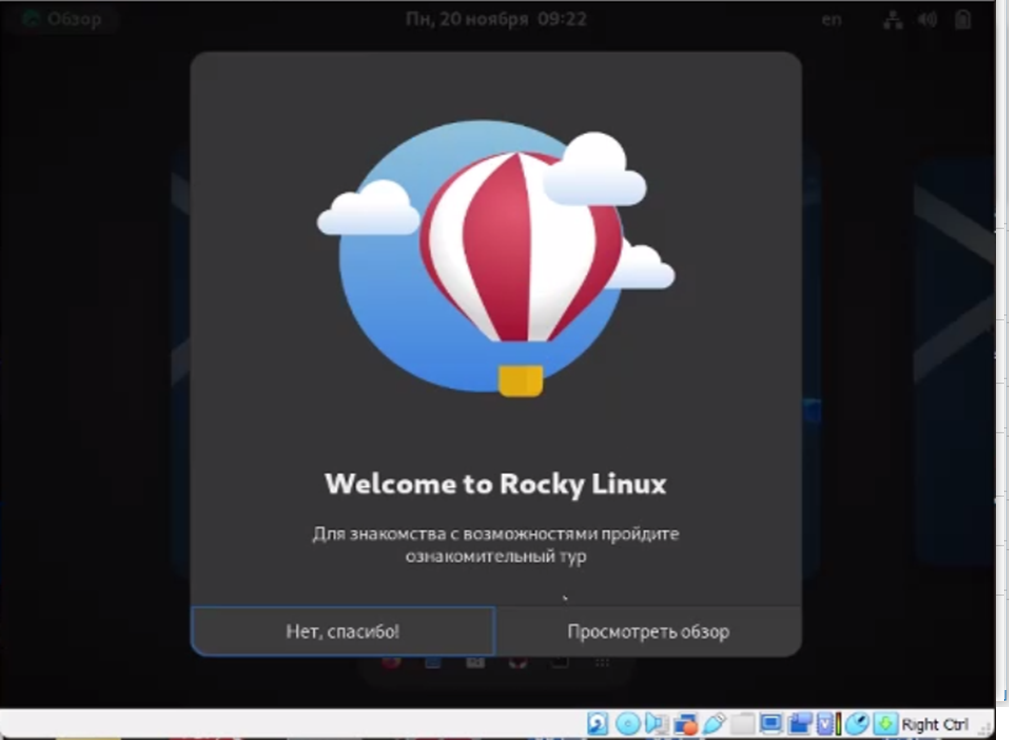 Обзор
Пн, 20 ноября 09:22
en
Welcome to Rocky Linux
Для знакомства с возможностями пройдите
ознакомительный тур
Нет, спасибо!
Просмотреть обзор
Right Ctrl